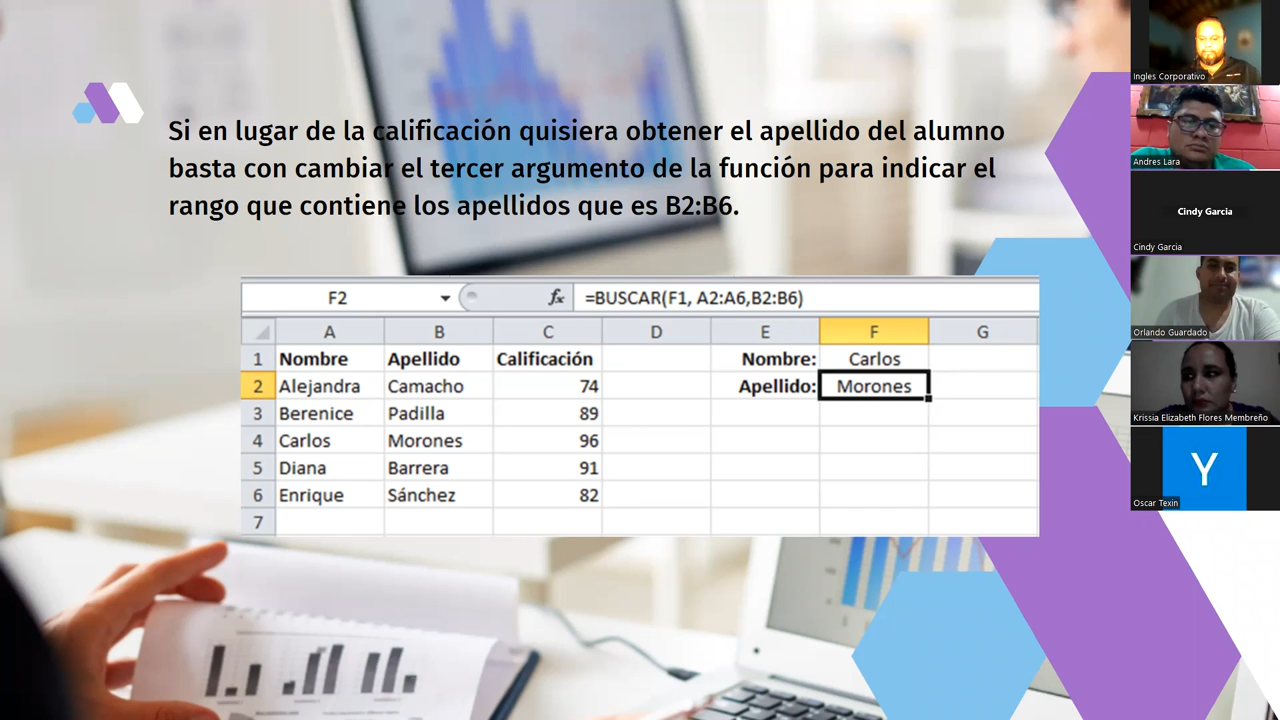 Si en lugar de la calificación quisiera obtener el apellido del alumno
basta con cambiar el tercer argumento de la función para indicar el
rango que contiene los apellidos que es B2:B6.
F2 fx =BUSCAR(F1, A2:A6,B2:B6)
A B C D E F G
1 Nombre Apellido Calificación Nombre: Carlos
2 Alejandra Camacho 74 Apellido: Morones
3 Berenice Padilla 89
4 Carlos Morones 96
5 Diana Barrera 91
6 Enrique Sánchez 82
7
Ingles Corporativo
Andres Lara
Cindy Garcia
Cindy Garcia
Orlando Guardado
Krissia Elizabeth Flores Membreño
Y
Oscar Texin